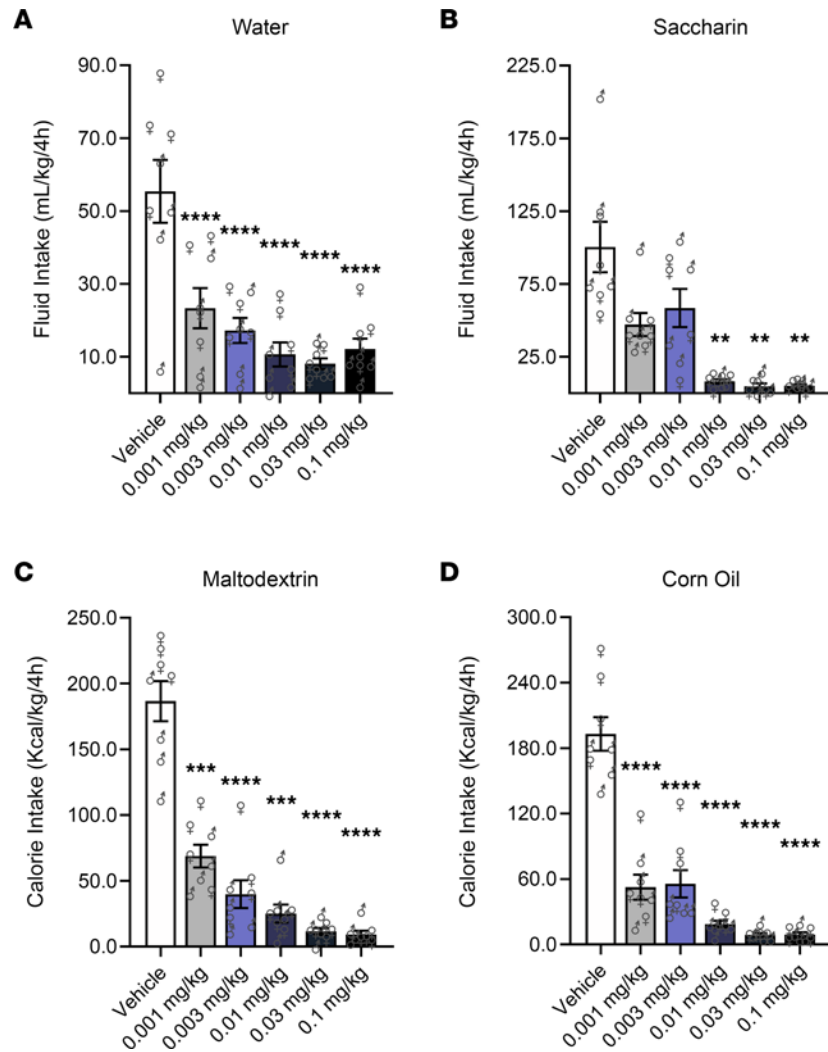 A
Water
Fluid Intake (mL/kg/4h)
90.0
70.0
50.0
30.0
10.0
****
****
****
****
****
Vehicle
0.001 mg/kg
0.003 mg/kg
0.01 mg/kg
0.03 mg/kg
0.1 mg/kg
B
Saccharin
Fluid Intake (mL/kg/4h)
225.0
175.0
125.0
75.0
25.0
**
**
**
Vehicle
0.001 mg/kg
0.003 mg/kg
0.01 mg/kg
0.03 mg/kg
0.1 mg/kg
C
Maltodextrin
Calorie Intake (Kcal/kg/4h)
250.0
200.0
150.0
100.0
50.0
0.0
***
****
***
****
****
Vehicle
0.001 mg/kg
0.003 mg/kg
0.01 mg/kg
0.03 mg/kg
0.1 mg/kg
D
Corn Oil
Calorie Intake (Kcal/kg/4h)
300.0
240.0
180.0
120.0
60.0
0.0
****
****
****
****
****
Vehicle
0.001 mg/kg
0.003 mg/kg
0.01 mg/kg
0.03 mg/kg
0.1 mg/kg